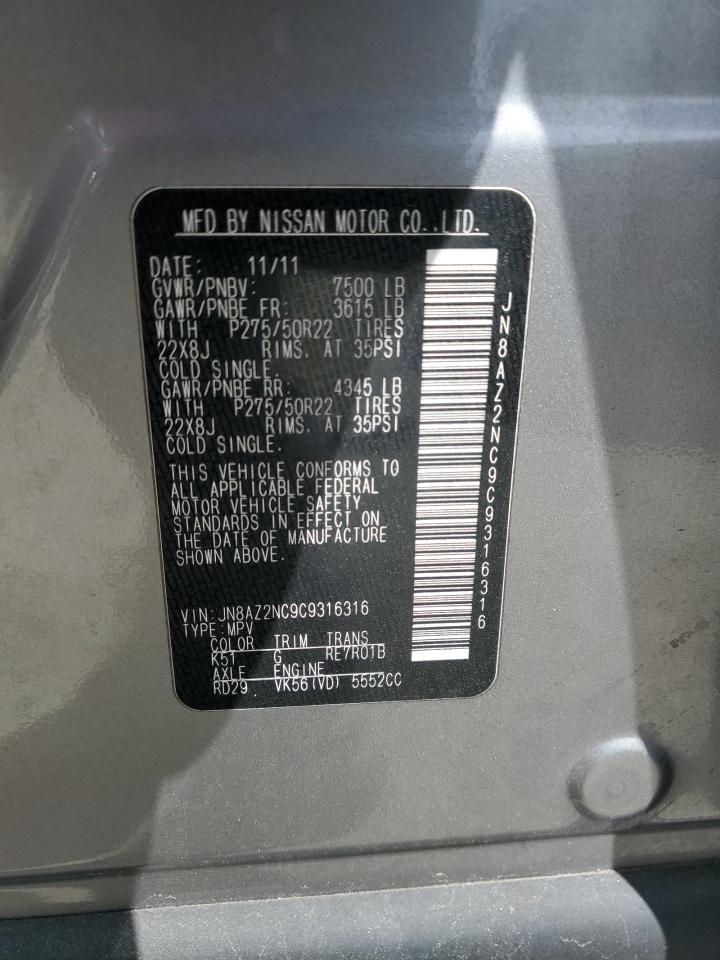 MFD BY NISSAN MOTOR CO.,LTD.
DATE: 11/11
GVWR/PNBV: 7500 LB
GAWR/PNBE FR: 3615 LB
WITH P275/50R22 TIRES
22X8J RIMS. AT 35PSI
COLD SINGLE.
GAWR/PNBE RR: 4345 LB
WITH P275/50R22 TIRES
22X8J RIMS. AT 35PSI
COLD SINGLE.
THIS VEHICLE CONFORMS TO
ALL APPLICABLE FEDERAL
MOTOR VEHICLE SAFETY
STANDARDS IN EFFECT ON
THE DATE OF MANUFACTURE
SHOWN ABOVE.
VIN:JN8AZ2NC9C9316316
TYPE:MPV
COLOR TRIM TRANS
K51 G RE7R01B
AXLE ENGINE
RD29 VK56(VD) 5552CC
JN8AZ2NC9C9316316